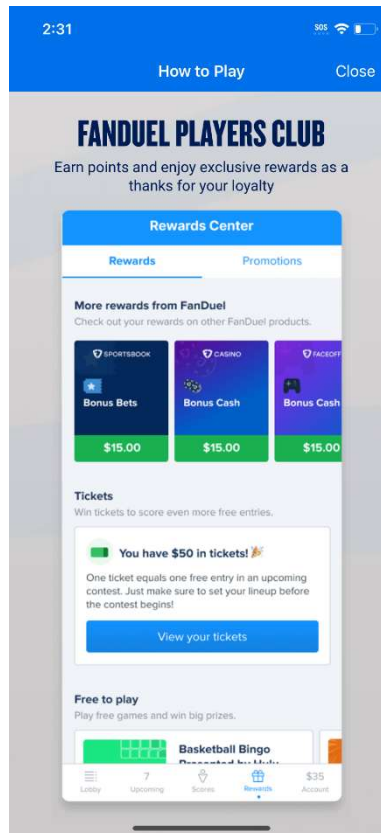 2:31
SOS
How to Play
Close
FANDUEL PLAYERS CLUB
Earn points and enjoy exclusive rewards as a
thanks for your loyalty
Rewards Center
Rewards
Promotions
More rewards from FanDuel
Check out your rewards on other FanDuel products.
SPORTSBOOK
CASINO
FACEOFF
Bonus Bets
Bonus Cash
Bonus Cash
$15.00
$15.00
$15.00
Tickets
Win tickets to score even more free entries.
You have $50 in tickets! 🎉
One ticket equals one free entry in an upcoming
contest. Just make sure to set your lineup before
the contest begins!
View your tickets
Free to play
Play free games and win big prizes.
Basketball Bingo
Presented by Hulu
7
$35
Lobby
Upcoming
Scores
Rewards
Account